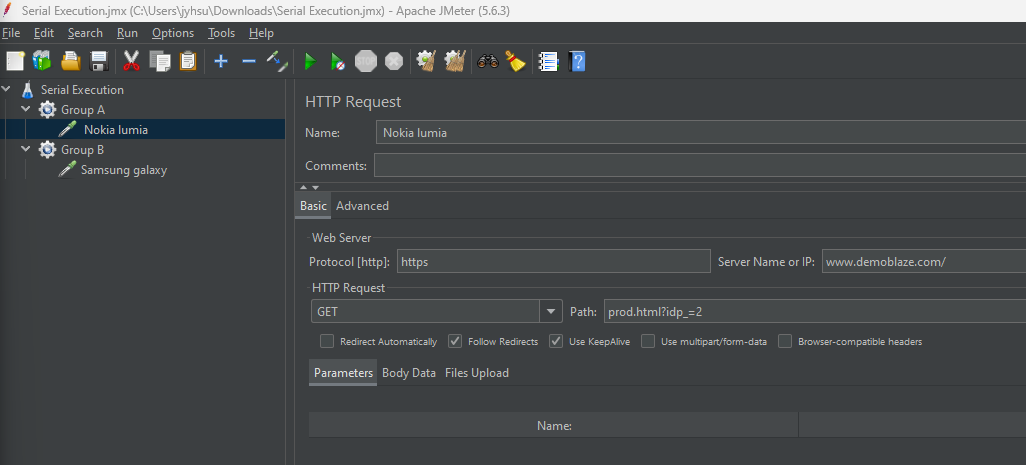 Serial Execution.jmx (C:\Users\jyhsu\Downloads\Serial Execution.jmx) - Apache JMeter (5.6.3)
File Edit Search Run Options Tools Help
STOP
?
Serial Execution
Group A
Nokia lumia
Group B
Samsung galaxy
HTTP Request
Name: Nokia lumia
Comments:
Basic Advanced
Web Server
Protocol [http]: https Server Name or IP: www.demoblaze.com/
HTTP Request
GET Path: prod.html?idp_=2
Redirect Automatically Follow Redirects Use KeepAlive Use multipart/form-data Browser-compatible headers
Parameters Body Data Files Upload
Name: